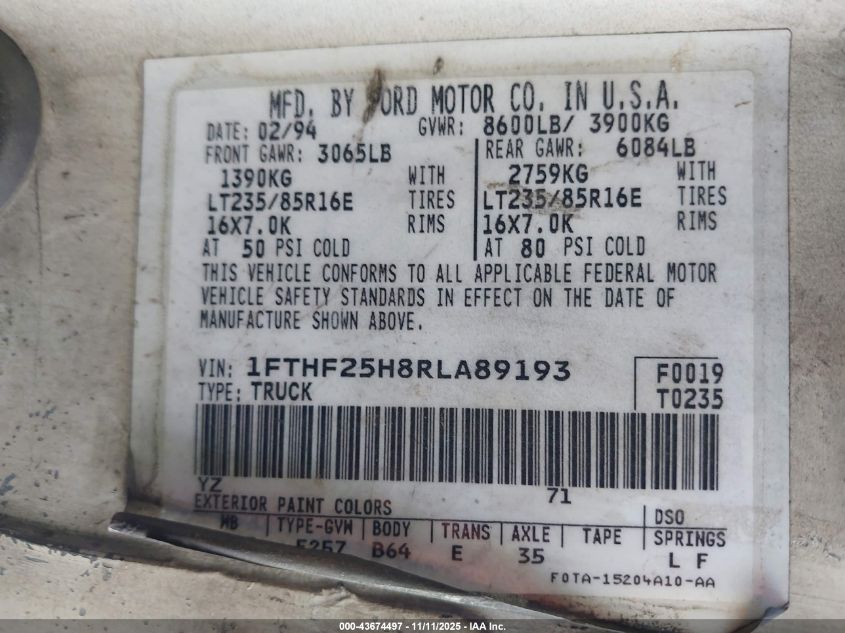 MFD. BY FORD MOTOR CO. IN U.S.A.
DATE: 02/94 GVWR: 8600LB/ 3900KG
FRONT GAWR: 3065LB REAR GAWR: 6084LB
1390KG WITH 2759KG WITH
LT235/85R16E TIRES LT235/85R16E TIRES
16X7.0K RIMS 16X7.0K RIMS
AT 50 PSI COLD AT 80 PSI COLD
THIS VEHICLE CONFORMS TO ALL APPLICABLE FEDERAL MOTOR
VEHICLE SAFETY STANDARDS IN EFFECT ON THE DATE OF
MANUFACTURE SHOWN ABOVE.
VIN: 1FTHF25H8RLA89193 F0019
TYPE: TRUCK T0235
YZ 71
EXTERIOR PAINT COLORS DSO
WB TYPE-GVW BODY TRANS AXLE TAPE SPRINGS
F257 B64 E 35 L F
F0TA-15204A10-AA
000-43674497 - 11/11/2025 - IAA Inc.